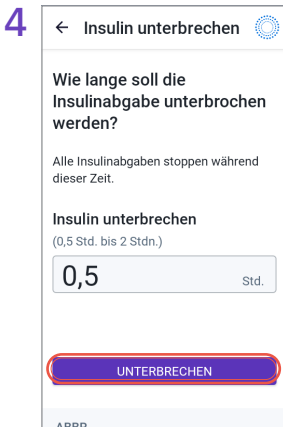 4
Insulin unterbrechen
Wie lange soll die
Insulinabgabe unterbrochen
werden?
Alle Insulinabgaben stoppen während
dieser Zeit.
Insulin unterbrechen
(0,5 Std. bis 2 Stdn.)
0,5 Std.
UNTERBRECHEN